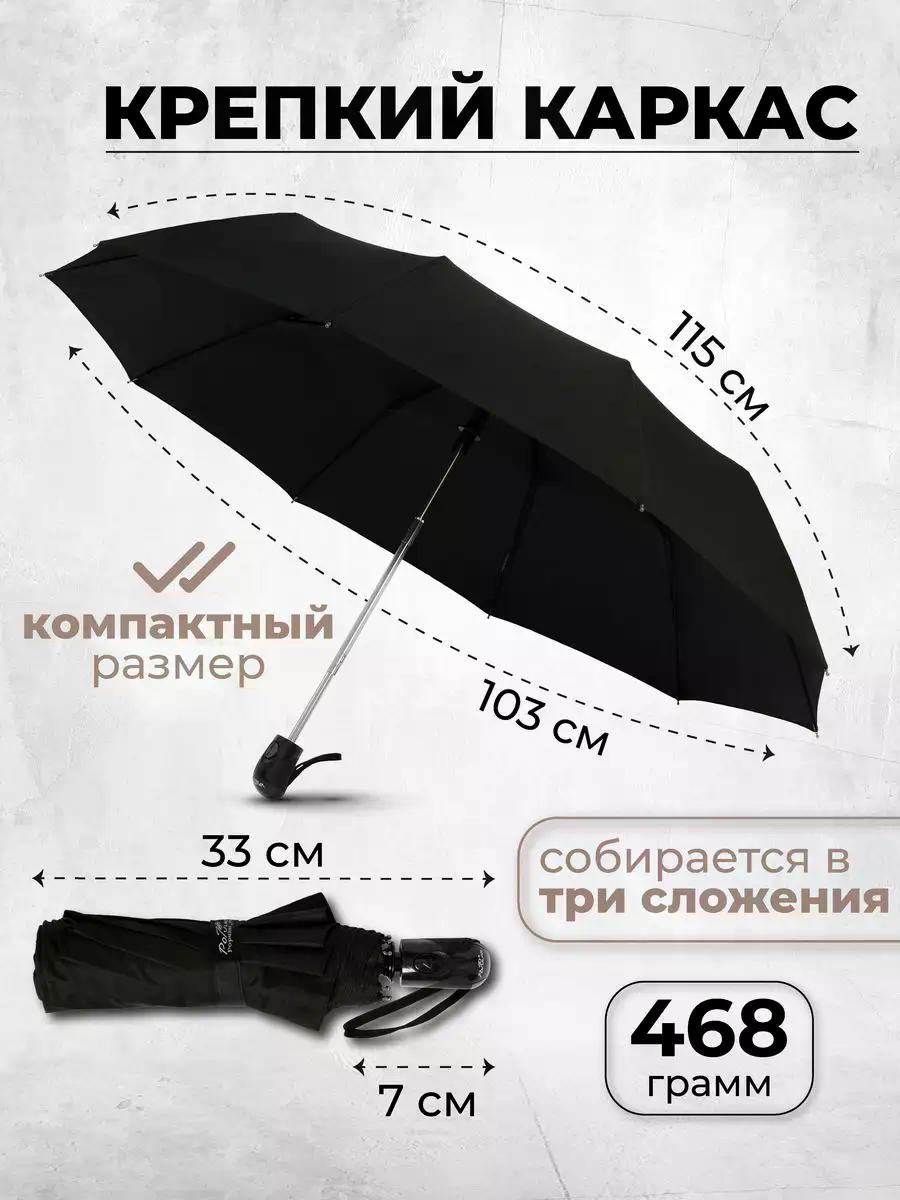 КРЕПКИЙ КАРКАС
115 см
компактный
размер
103 см
33 см
собирается в
три сложения
468
грамм
7 см